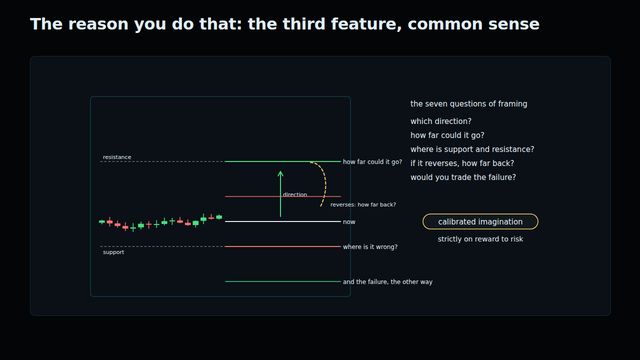 The reason you do that: the third feature, common sense
the seven questions of framing
which direction?
how far could it go?
where is support and resistance?
if it reverses, how far back?
would you trade the failure?
calibrated imagination
strictly on reward to risk
resistance
how far could it go?
direction
reverses: how far back?
now
where is it wrong?
support
and the failure, the other way